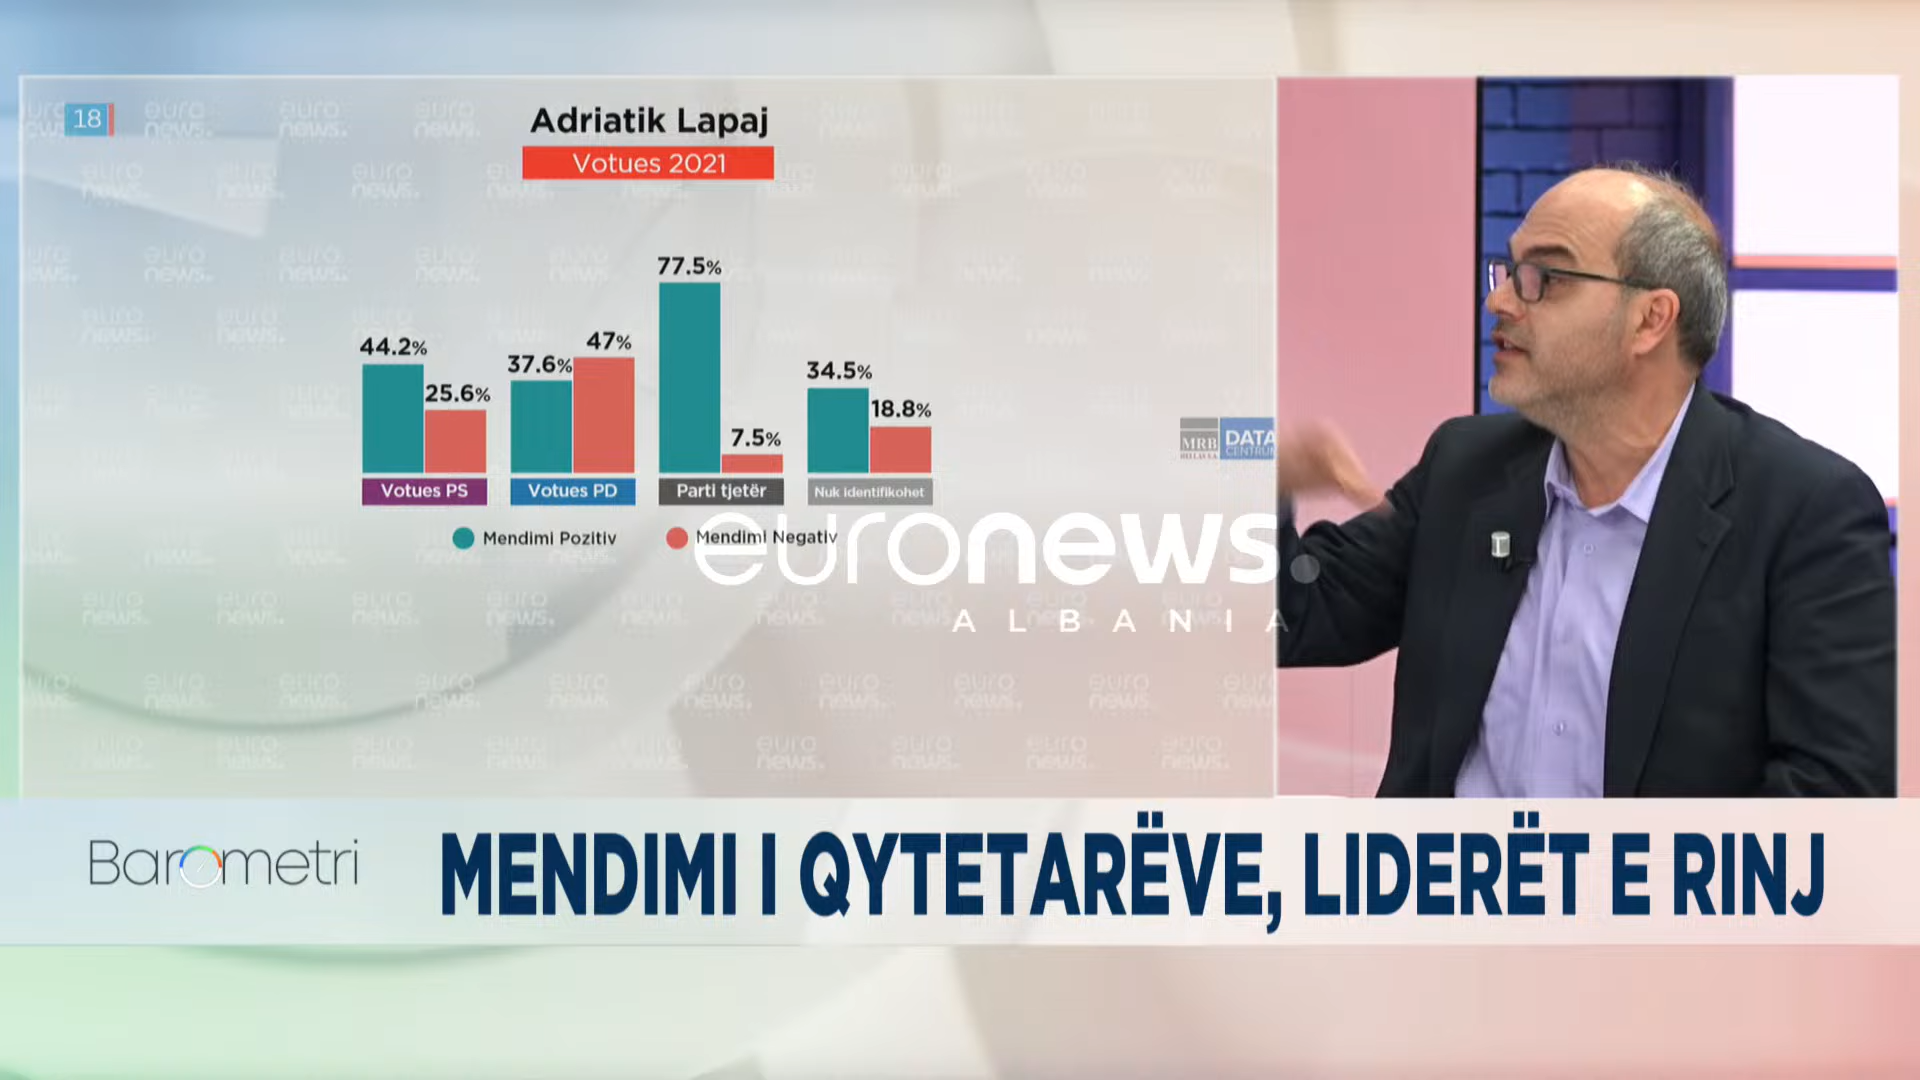 18
Adriatik Lapaj
Votues 2021
77.5%
44.2%
25.6%
37.6%
47%
7.5%
34.5%
18.8%
Votues PS
Votues PD
Parti tjetër
Nuk identifikohet
Mendimi Pozitiv
Mendimi Negativ
MRB
DATA
CENTRUM
euronews.
ALBANIA
Barometri
MENDIMI I QYTETARËVE, LIDERËT E RINJ